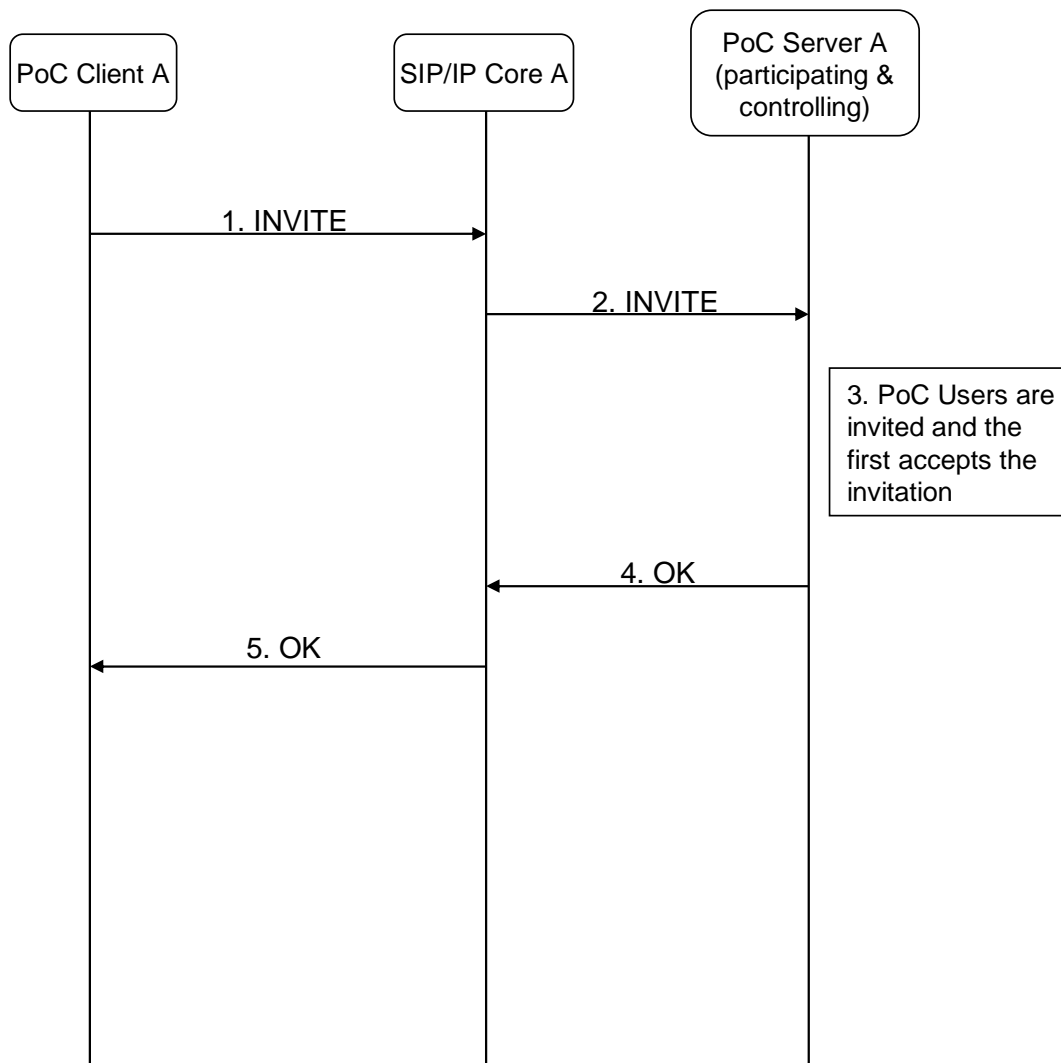 PoC Client A
SIP/IP Core A
PoC Server A
(participating &
controlling)
1. INVITE
2. INVITE
3. PoC Users are
invited and the
first accepts the
invitation
4. OK
5. OK